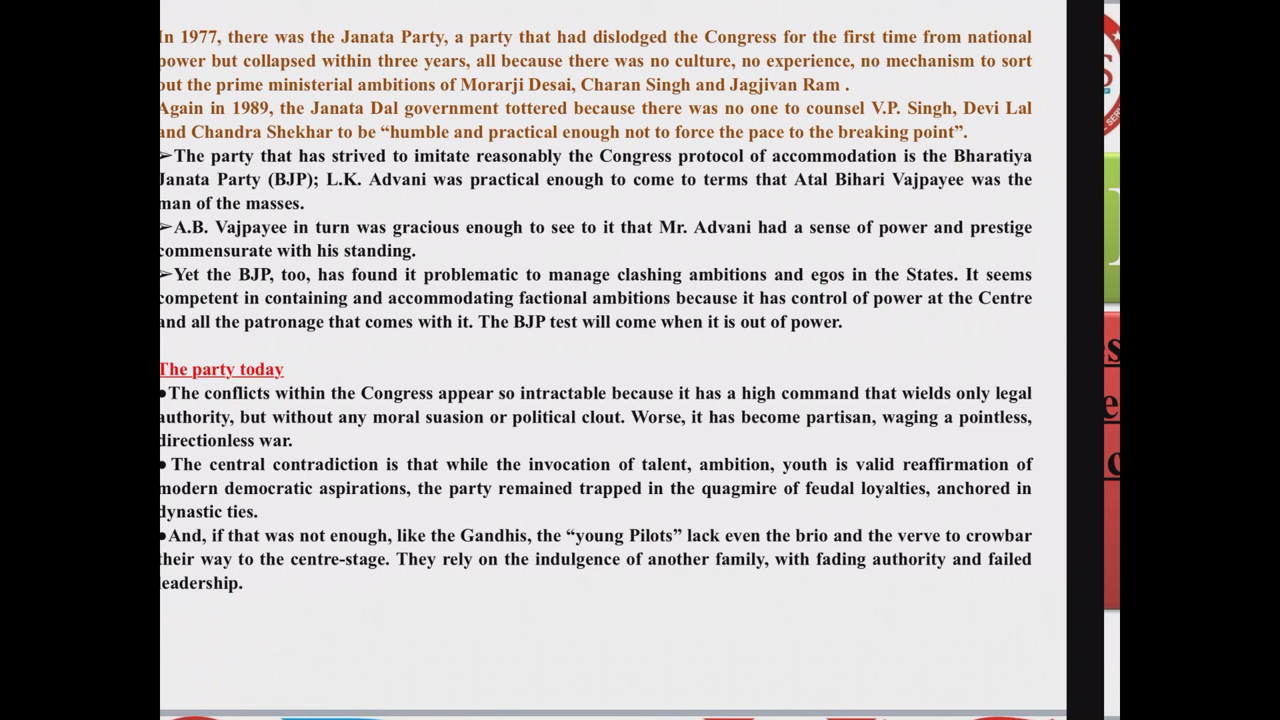 In 1977, there was the Janata Party, a party that had dislodged the Congress for the first time from national
power but collapsed within three years, all because there was no culture, no experience, no mechanism to sort
out the prime ministerial ambitions of Morarji Desai, Charan Singh and Jagjivan Ram .
Again in 1989, the Janata Dal government tottered because there was no one to counsel V.P. Singh, Devi Lal
and Chandra Shekhar to be “humble and practical enough not to force the pace to the breaking point”.
➢The party that has strived to imitate reasonably the Congress protocol of accommodation is the Bharatiya
Janata Party (BJP); L.K. Advani was practical enough to come to terms that Atal Bihari Vajpayee was the
man of the masses.
➢A.B. Vajpayee in turn was gracious enough to see to it that Mr. Advani had a sense of power and prestige
commensurate with his standing.
➢Yet the BJP, too, has found it problematic to manage clashing ambitions and egos in the States. It seems
competent in containing and accommodating factional ambitions because it has control of power at the Centre
and all the patronage that comes with it. The BJP test will come when it is out of power.
The party today
•The conflicts within the Congress appear so intractable because it has a high command that wields only legal
authority, but without any moral suasion or political clout. Worse, it has become partisan, waging a pointless,
directionless war.
• The central contradiction is that while the invocation of talent, ambition, youth is valid reaffirmation of
modern democratic aspirations, the party remained trapped in the quagmire of feudal loyalties, anchored in
dynastic ties.
•And, if that was not enough, like the Gandhis, the “young Pilots” lack even the brio and the verve to crowbar
their way to the centre-stage. They rely on the indulgence of another family, with fading authority and failed
leadership.